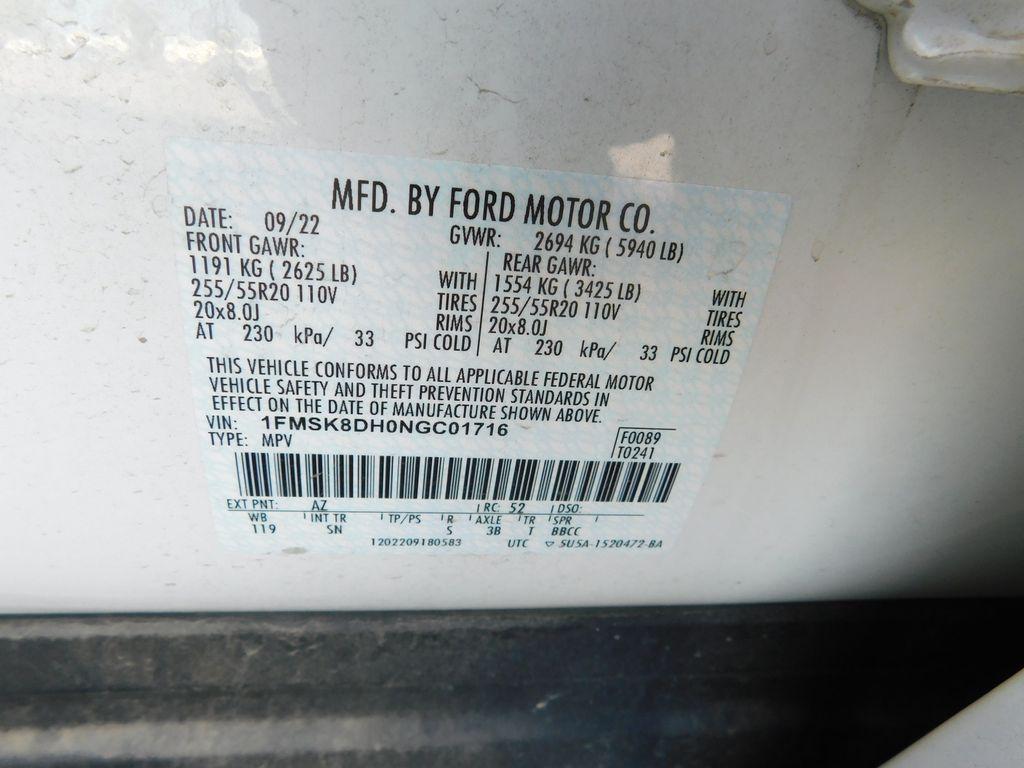 MFD. BY FORD MOTOR CO.
DATE: 09/22 GVWR: 2694 KG ( 5940 LB)
FRONT GAWR: REAR GAWR:
1191 KG ( 2625 LB) WITH 1554 KG ( 3425 LB) WITH
255/55R20 110V TIRES 255/55R20 110V TIRES
20x8.0J RIMS 20x8.0J RIMS
AT 230 kPa/ 33 PSI COLD AT 230 kPa/ 33 PSI COLD
THIS VEHICLE CONFORMS TO ALL APPLICABLE FEDERAL MOTOR
VEHICLE SAFETY AND THEFT PREVENTION STANDARDS IN
EFFECT ON THE DATE OF MANUFACTURE SHOWN ABOVE.
VIN: 1FMSK8DH0NGC01716
TYPE: MPV
F0089
T0241
EXT PNT: AZ RC: 52 DSO:
WB INT TR TP/PS R AXLE TR SPR
119 SN S 3B T BBCC
1202209180583 UTC ▽ SU5A-1520472-BA